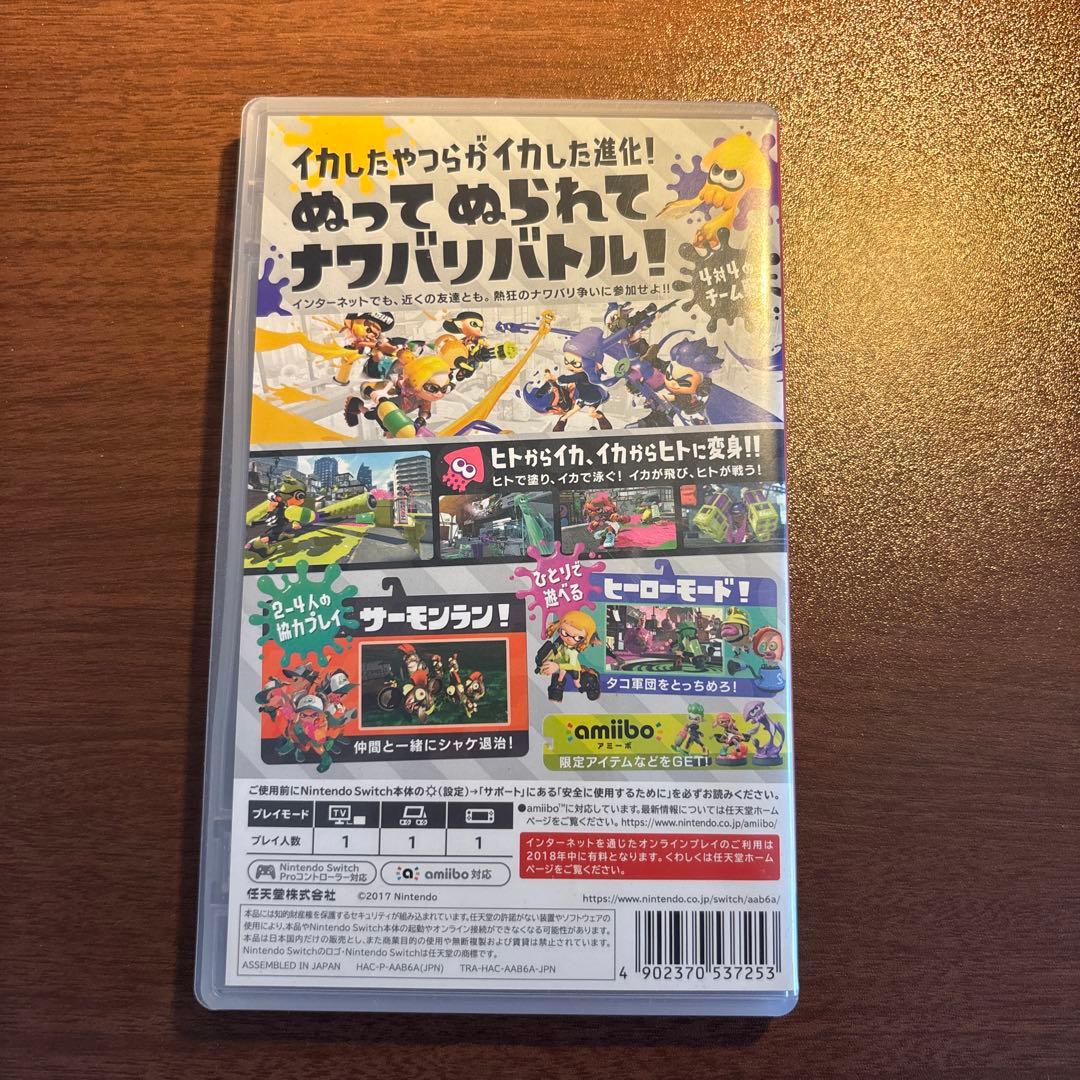 イカしたやつらがイカした進化!
ぬって ぬられて
ナワバリバトル!
インターネットでも、近くの友達とも。熱狂のナワバリ争いに参加せよ!!
4対4の
チーム
ヒトからイカ、イカからヒトに変身!!
ヒトで塗り、イカで泳ぐ! イカが飛び、ヒトが戦う!
2-4人の
協力プレイ
サーモンラン!
仲間と一緒にシャケ退治!
ひとりで
遊べる
ヒーローモード!
タコ軍団をとっちめろ!
amiibo
アミーボ
限定アイテムなどをGET!
ご使用前にNintendo Switch本体の(設定)→「サポート」にある「安全に使用するために」を必ずお読みください。
プレイモード TV
プレイ人数 1 1 1
●amiibo™に対応しています。最新情報については任天堂ホーム
ページをご覧ください。https://www.nintendo.co.jp/amiibo/
インターネットを通じたオンラインプレイのご利用は
2018年中に有料となります。くわしくは任天堂ホーム
ページをご覧ください。
Nintendo Switch
Proコントローラー対応
amiibo 対応
任天堂株式会社 ©2017 Nintendo
https://www.nintendo.co.jp/switch/aab6a/
本品には知的財産権を保護するセキュリティが組み込まれています。任天堂の許諾がない装置やソフトウェアの
使用により、本品やNintendo Switch本体の起動やオンライン接続ができなくなる可能性があります。
本品は日本国内だけの販売とし、また商業目的の使用や無断複製および賃貸は禁止されています。
Nintendo Switchのロゴ・Nintendo Switchは任天堂の商標です。
ASSEMBLED IN JAPAN HAC-P-AAB6A(JPN) TRA-HAC-AAB6A-JPN
4 902370 537253